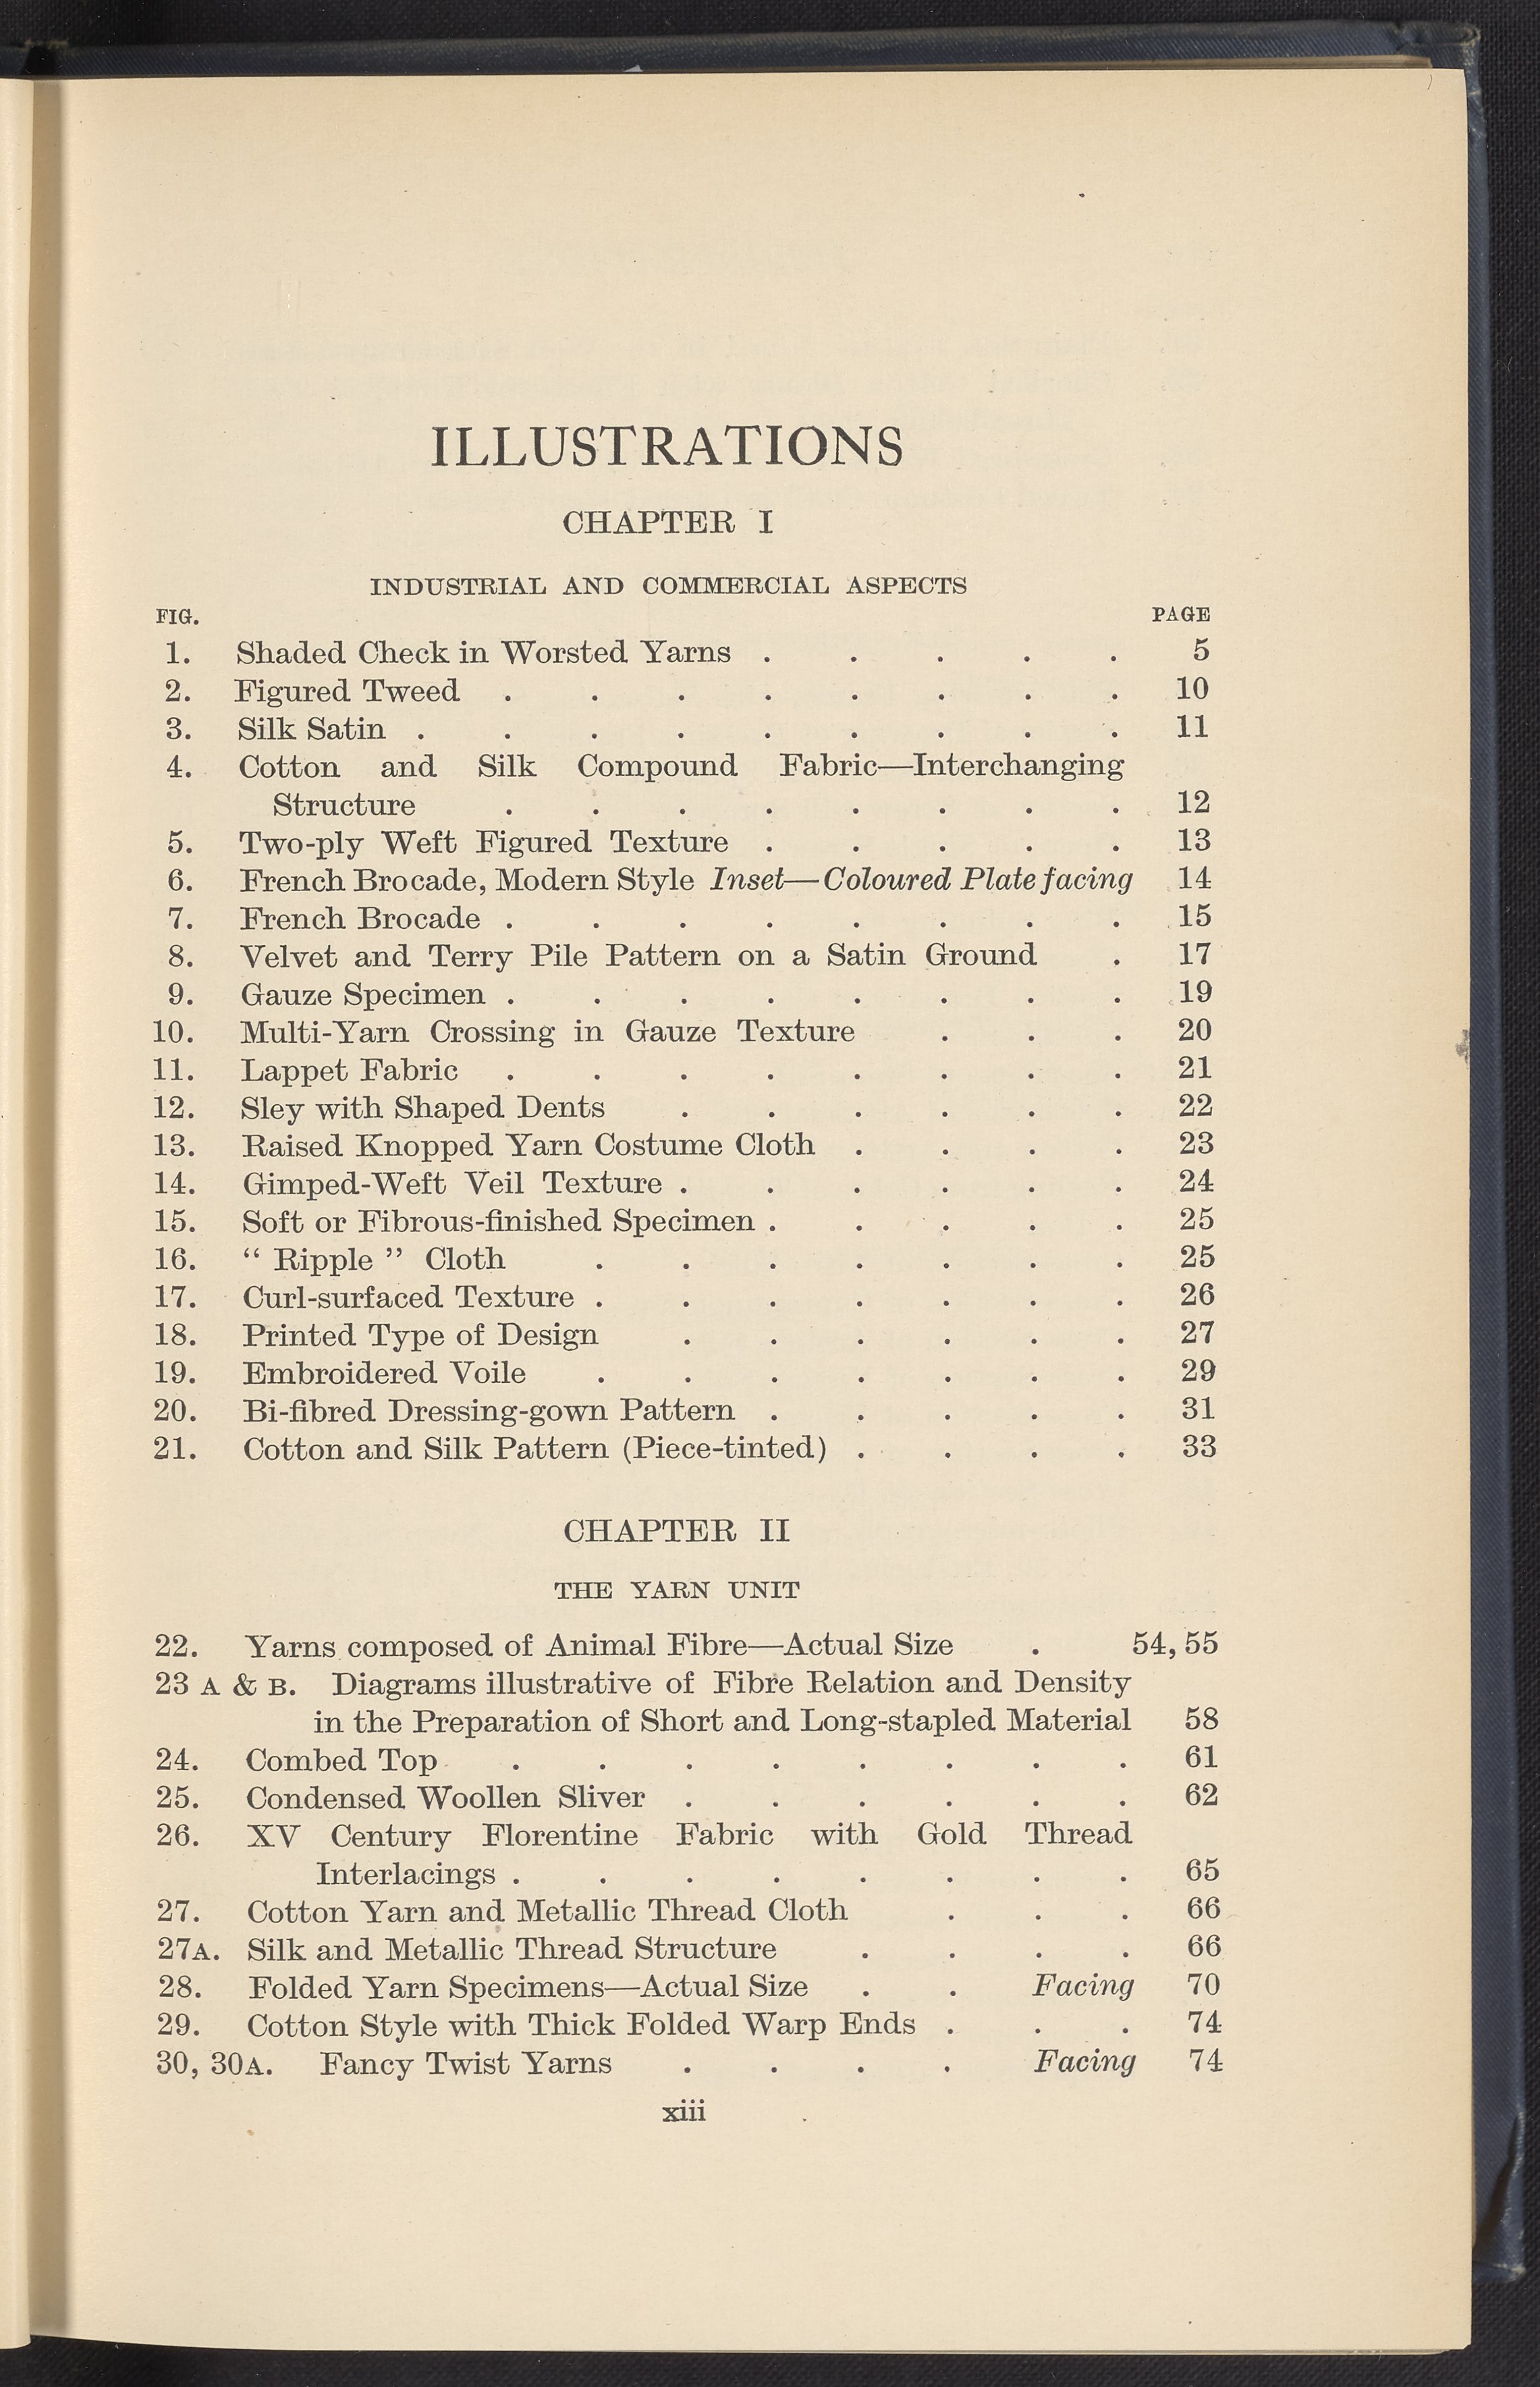 ILLUSTRATIONS
CHAPTER I
INDUSTRIAL AND COMMERCIAL ASPECTS
FIG. PAGE
1. Shaded Check in Worsted Yarns . . . . . 5
2. Figured Tweed . . . . . . . . 10
3. Silk Satin . . . . . . . . . 11
4. Cotton and Silk Compound Fabric—Interchanging
Structure . . . . . . . . 12
5. Two-ply Weft Figured Texture . . . . . 13
6. French Brocade, Modern Style Inset—Coloured Plate facing 14
7. French Brocade . . . . . . . . 15
8. Velvet and Terry Pile Pattern on a Satin Ground . 17
9. Gauze Specimen . . . . . . . . 19
10. Multi-Yarn Crossing in Gauze Texture . . . 20
11. Lappet Fabric . . . . . . . . 21
12. Sley with Shaped Dents . . . . . . 22
13. Raised Knopped Yarn Costume Cloth . . . . 23
14. Gimped-Weft Veil Texture . . . . . . 24
15. Soft or Fibrous-finished Specimen . . . . . 25
16. “ Ripple ” Cloth . . . . . . . 25
17. Curl-surfaced Texture . . . . . . . 26
18. Printed Type of Design . . . . . . 27
19. Embroidered Voile . . . . . . . 29
20. Bi-fibred Dressing-gown Pattern . . . . . 31
21. Cotton and Silk Pattern (Piece-tinted) . . . . 33
CHAPTER II
THE YARN UNIT
22. Yarns composed of Animal Fibre—Actual Size . 54, 55
23 A & B. Diagrams illustrative of Fibre Relation and Density
in the Preparation of Short and Long-stapled Material 58
24. Combed Top . . . . . . . . 61
25. Condensed Woollen Sliver . . . . . . 62
26. XV Century Florentine Fabric with Gold Thread
Interlacings . . . . . . . . 65
27. Cotton Yarn and Metallic Thread Cloth . . . 66
27A. Silk and Metallic Thread Structure . . . . 66
28. Folded Yarn Specimens—Actual Size . . Facing 70
29. Cotton Style with Thick Folded Warp Ends . . . 74
30, 30A. Fancy Twist Yarns . . . . Facing 74
xiii